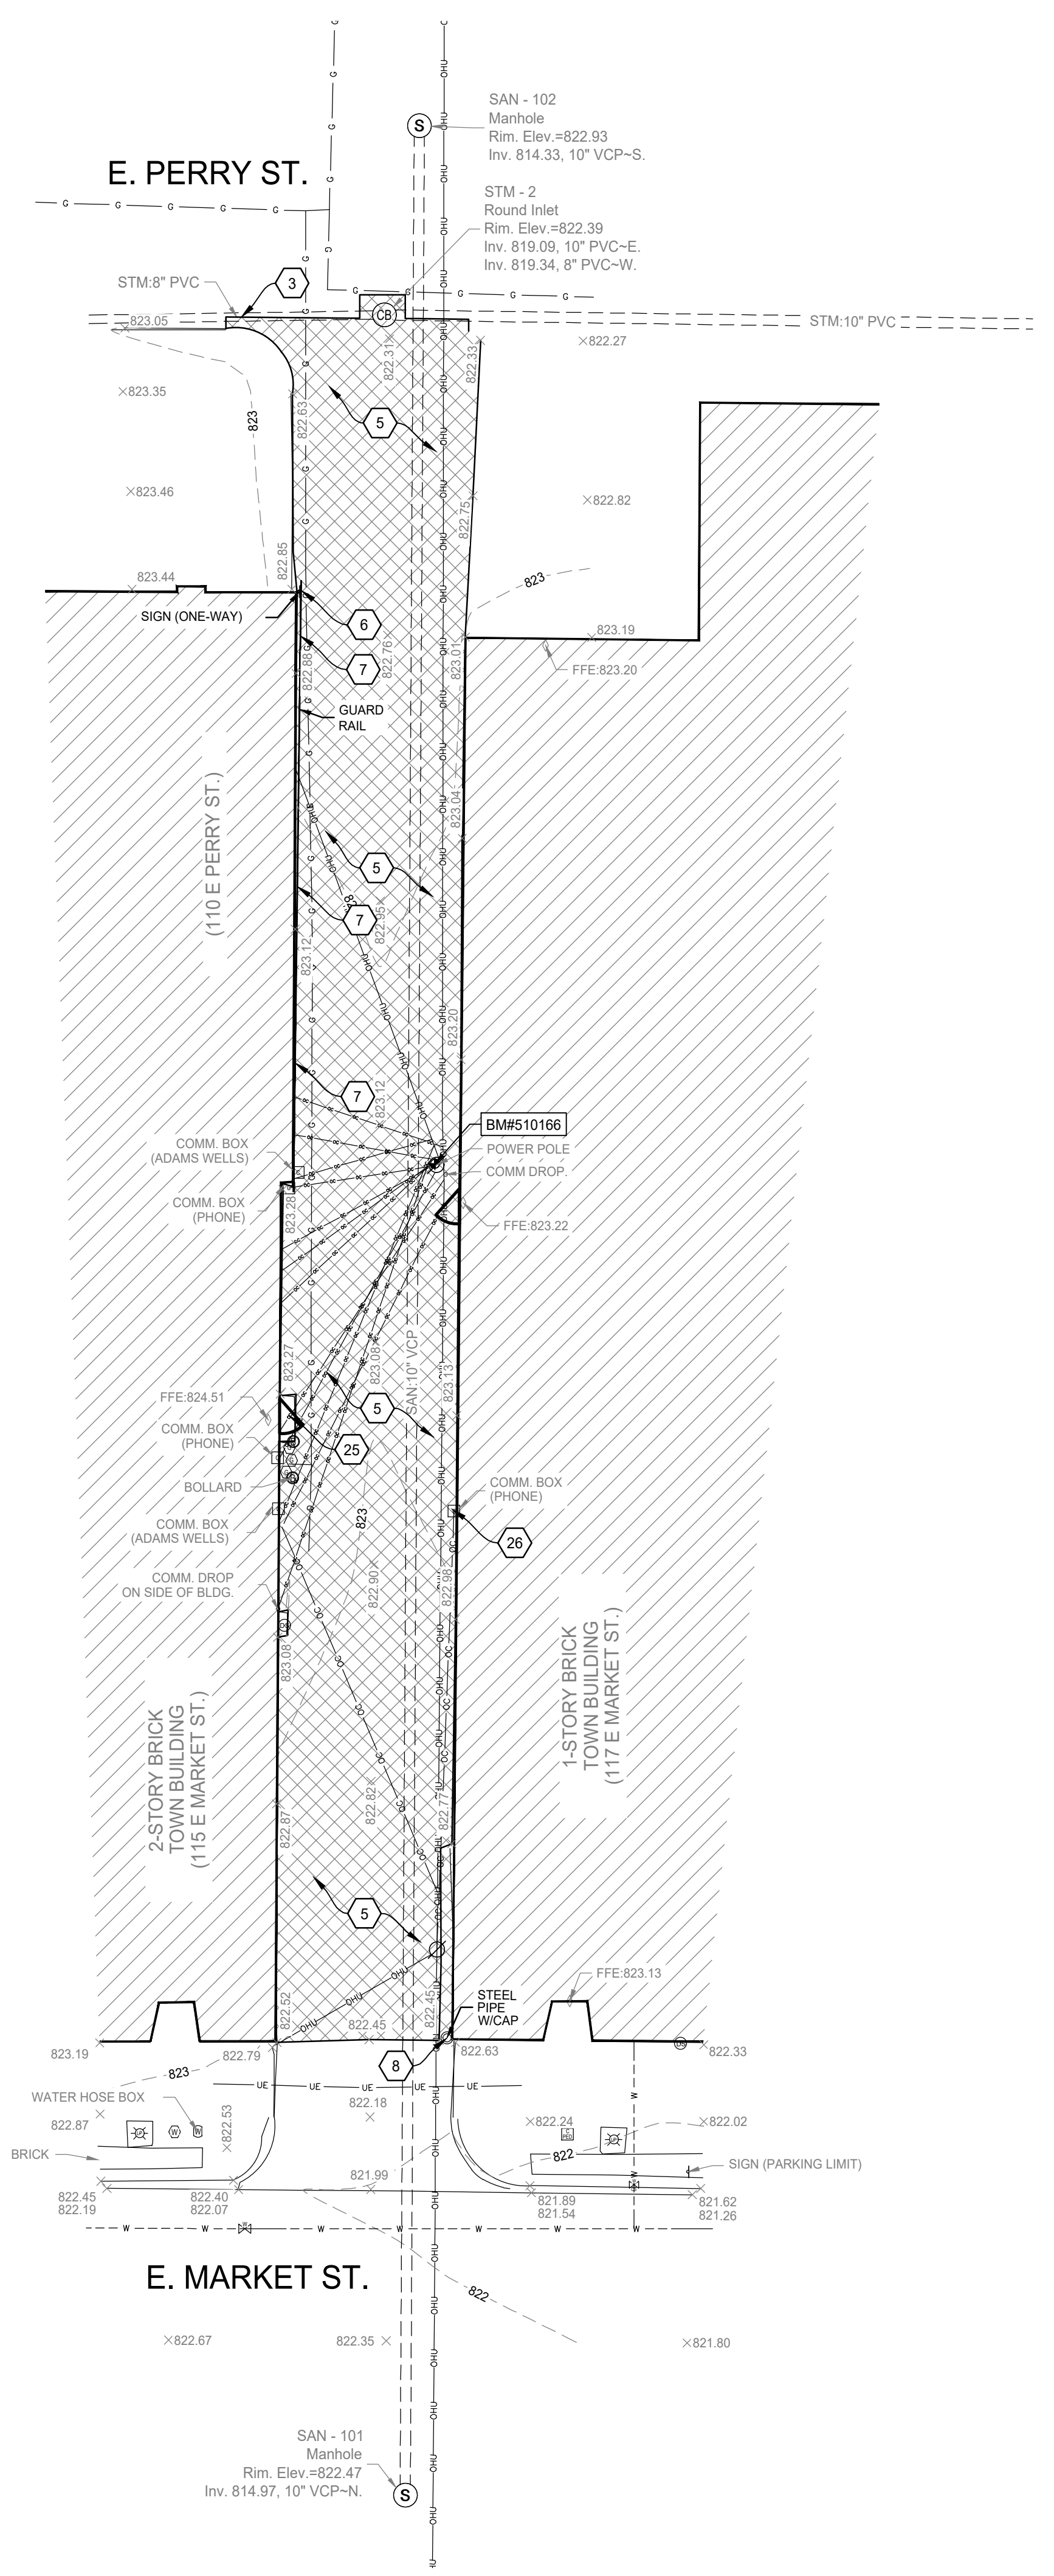 SAN - 102
Manhole
Rim. Elev.=822.93
Inv. 814.33, 10" VCP~S.
E. PERRY ST.
STM - 2
Round Inlet
Rim. Elev.=822.39
Inv. 819.09, 10" PVC~E.
Inv. 819.34, 8" PVC~W.
STM:8" PVC
3
CB
S
823.05
STM:10" PVC
822.31
822.33
822.27
823.35
822.63
823
5
823.46
822.75
822.82
822.85
823.44
823
SIGN (ONE-WAY)
6
823.19
822.88
822.76
823.01
7
FFE:823.20
GUARD
RAIL
(110 E PERRY ST.)
823.04
5
822.95
7
823.12
823.20
7
823.12
BM#510166
POWER POLE
COMM DROP.
COMM. BOX
(ADAMS WELLS)
COMM. BOX
(PHONE)
823.28
FFE:823.22
SAN:10" VCP
823.27
823.08
823.13
FFE:824.51
5
COMM. BOX
(PHONE)
25
BOLLARD
COMM. BOX
(PHONE)
COMM. BOX
(ADAMS WELLS)
823
26
COMM. DROP
ON SIDE OF BLDG.
822.90
822.98
823.08
2-STORY BRICK
TOWN BUILDING
(115 E MARKET ST.)
1-STORY BRICK
TOWN BUILDING
(117 E MARKET ST.)
822.87
822.82
822.77
5
FFE:823.13
STEEL
PIPE
W/CAP
822.52
822.45
822.45
823.19
822.79
8
822.63
DS
822.33
823
UE UE UE UE
WATER HOSE BOX
822.87
822.53
822.18
822.24
822.02
BRICK
822
SIGN (PARKING LIMIT)
821.99
822.45
822.19
822.40
822.07
821.89
821.54
821.62
821.26
W W W W W W
E. MARKET ST.
822
822.67
822.35
821.80
SAN - 101
Manhole
Rim. Elev.=822.47
Inv. 814.97, 10" VCP~N.
S